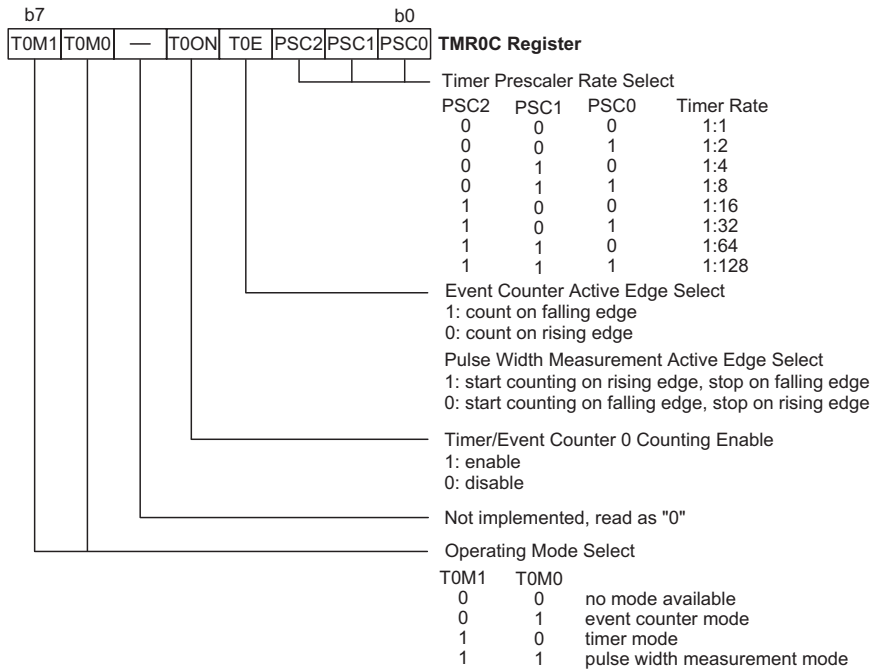 b7 b0
T0M1 T0M0 — T0ON T0E PSC2 PSC1 PSC0 TMR0C Register
Timer Prescaler Rate Select
PSC2 PSC1 PSC0 Timer Rate
0 0 0 1:1
0 0 1 1:2
0 1 0 1:4
0 1 1 1:8
1 0 0 1:16
1 0 1 1:32
1 1 0 1:64
1 1 1 1:128
Event Counter Active Edge Select
1: count on falling edge
0: count on rising edge
Pulse Width Measurement Active Edge Select
1: start counting on rising edge, stop on falling edge
0: start counting on falling edge, stop on rising edge
Timer/Event Counter 0 Counting Enable
1: enable
0: disable
Not implemented, read as "0"
Operating Mode Select
T0M1 T0M0
0 0 no mode available
0 1 event counter mode
1 0 timer mode
1 1 pulse width measurement mode